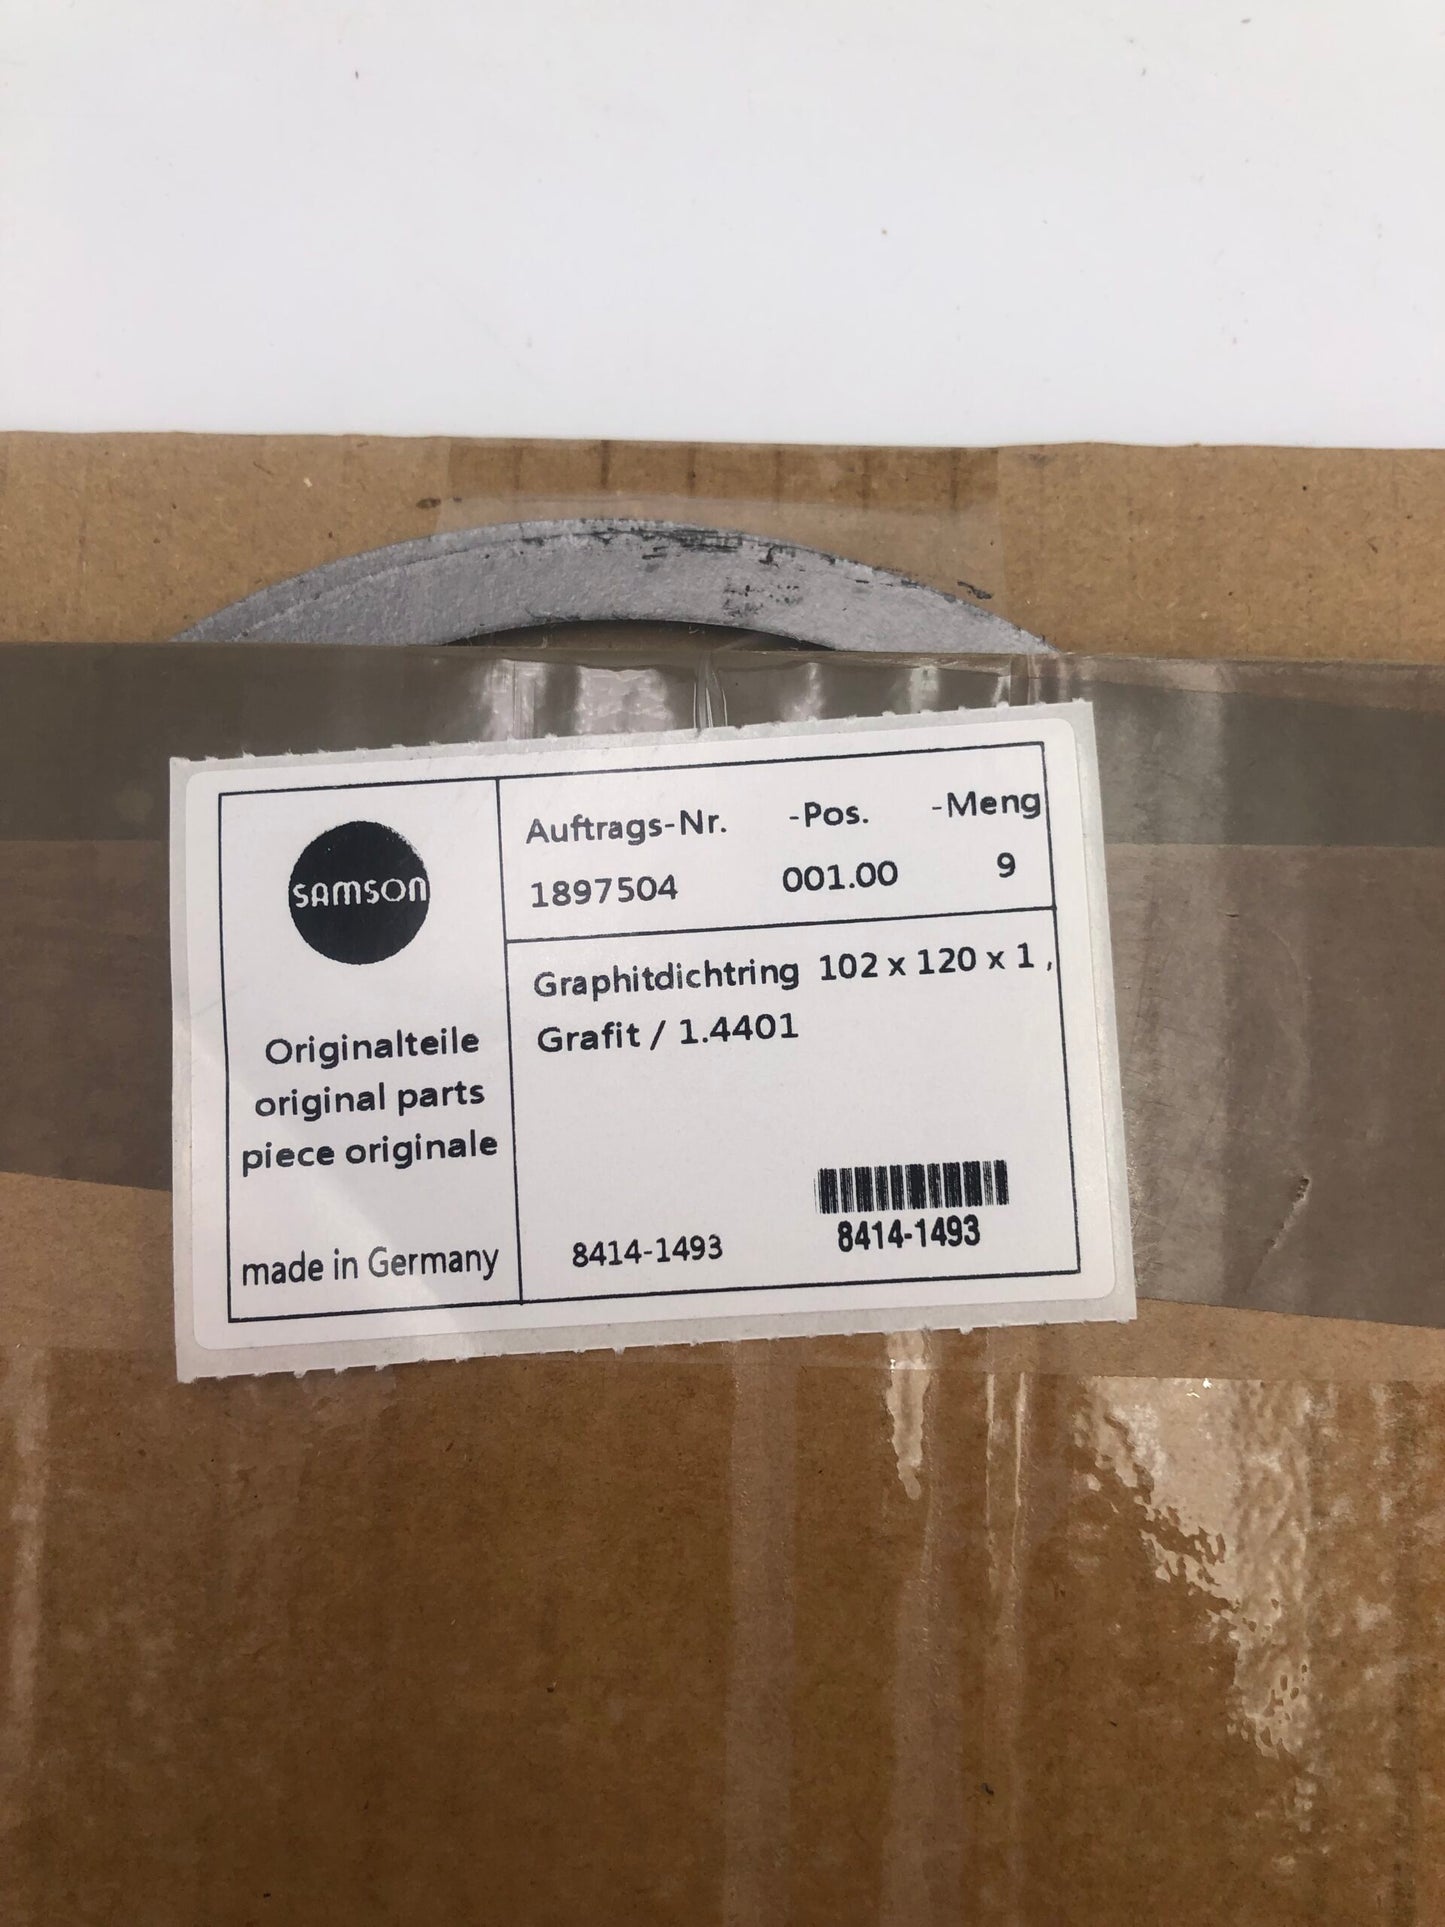 SAMSON
Originalteile
original parts
piece originale
made in Germany
Auftrags-Nr. -Pos. -Meng
1897504 001.00 9
Graphitdichtring 102 x 120 x 1 ,
Grafit / 1.4401
8414-1493
8414-1493